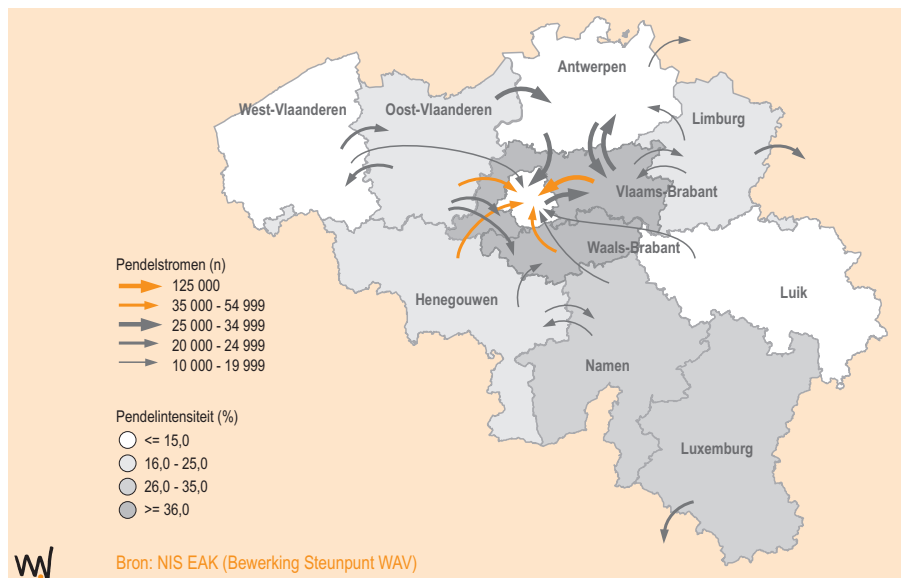 Antwerpen
West-Vlaanderen
Oost-Vlaanderen
Limburg
Vlaams-Brabant
Waals-Brabant
Pendelstromen (n)
125 000
35 000 - 54 999
25 000 - 34 999
20 000 - 24 999
10 000 - 19 999
Henegouwen
Luik
Namen
Pendelintensiteit (%)
<= 15,0
16,0 - 25,0
26,0 - 35,0
>= 36,0
Luxemburg
Bron: NIS EAK (Bewerking Steunpunt WAV)